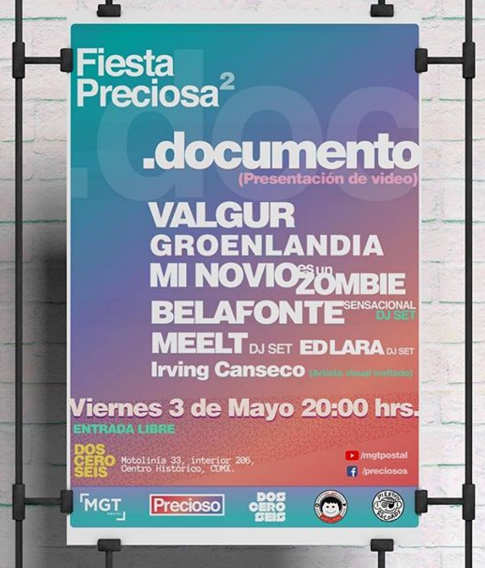 .doc
Fiesta
Preciosa²
.documento
(Presentación de video)
VALGUR
GROENLANDIA
MI NOVIO es un ZOMBIE
BELAFONTE SENSACIONAL DJ SET
MEELT DJ SET ED LARA DJ SET
Irving Canseco (Artista visual invitado)
Viernes 3 de Mayo 20:00 hrs.
ENTRADA LIBRE
DOS
CERO
SEIS
Motolinía 33, interior 206,
Centro Histórico, CDMX.
/mgtpostal
/preciosos
MGT
POSTAL
Precioso
DOS
CERO
SEIS